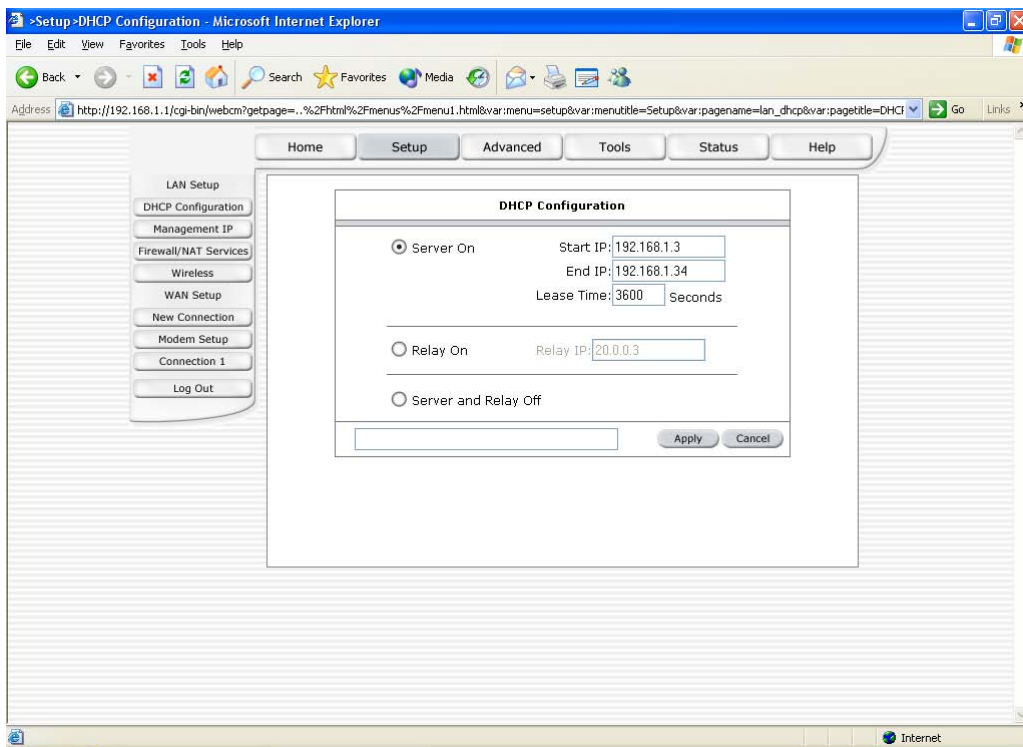 >Setup>DHCP Configuration - Microsoft Internet Explorer
File Edit View Favorites Tools Help
Back Search Favorites Media
Address http://192.168.1.1/cgi-bin/webcm?getpage=..%2Fhtml%2Fmenus%2Fmenu1.html&var:menu=setup&var:menutitle=Setup&var:pagename=lan_dhcp&var:pagetitle=DHCP Go Links »
Home Setup Advanced Tools Status Help
LAN Setup
DHCP Configuration
Management IP
Firewall/NAT Services
Wireless
WAN Setup
New Connection
Modem Setup
Connection 1
Log Out
DHCP Configuration
Server On Start IP: 192.168.1.3
End IP: 192.168.1.34
Lease Time: 3600 Seconds
Relay On Relay IP: 20.0.0.3
Server and Relay Off
Apply Cancel
Internet